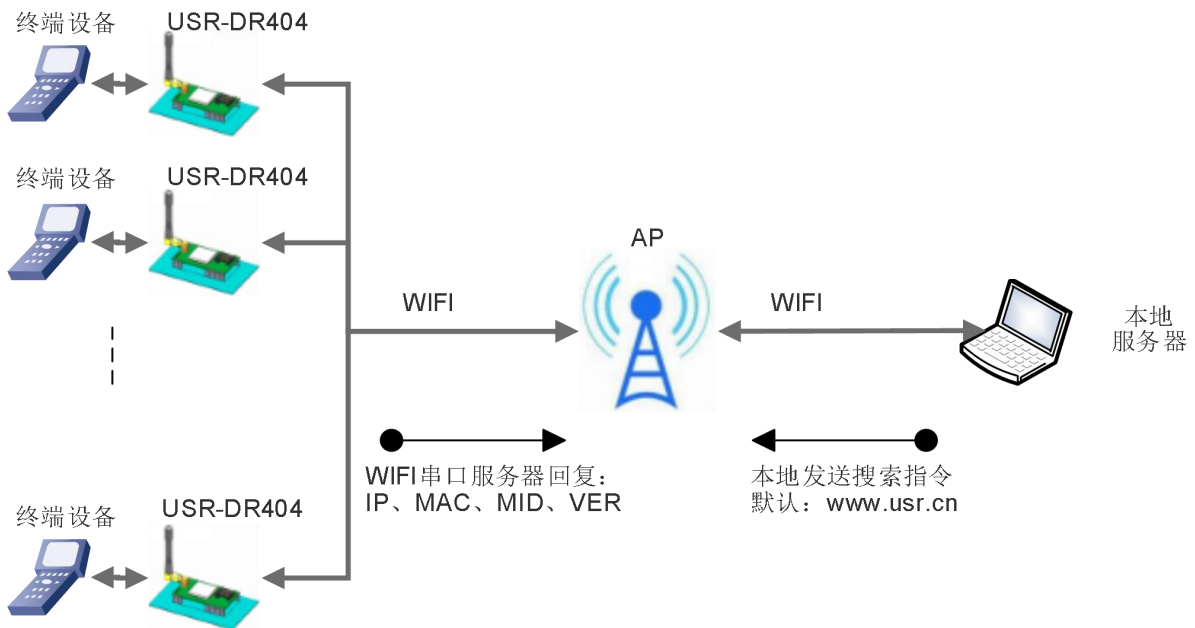 终端设备
USR-DR404
终端设备
USR-DR404
AP
WIFI
WIFI
本地
服务器
WIFI串口服务器回复：
IP、MAC、MID、VER
本地发送搜索指令
默认：www.usr.cn
终端设备
USR-DR404